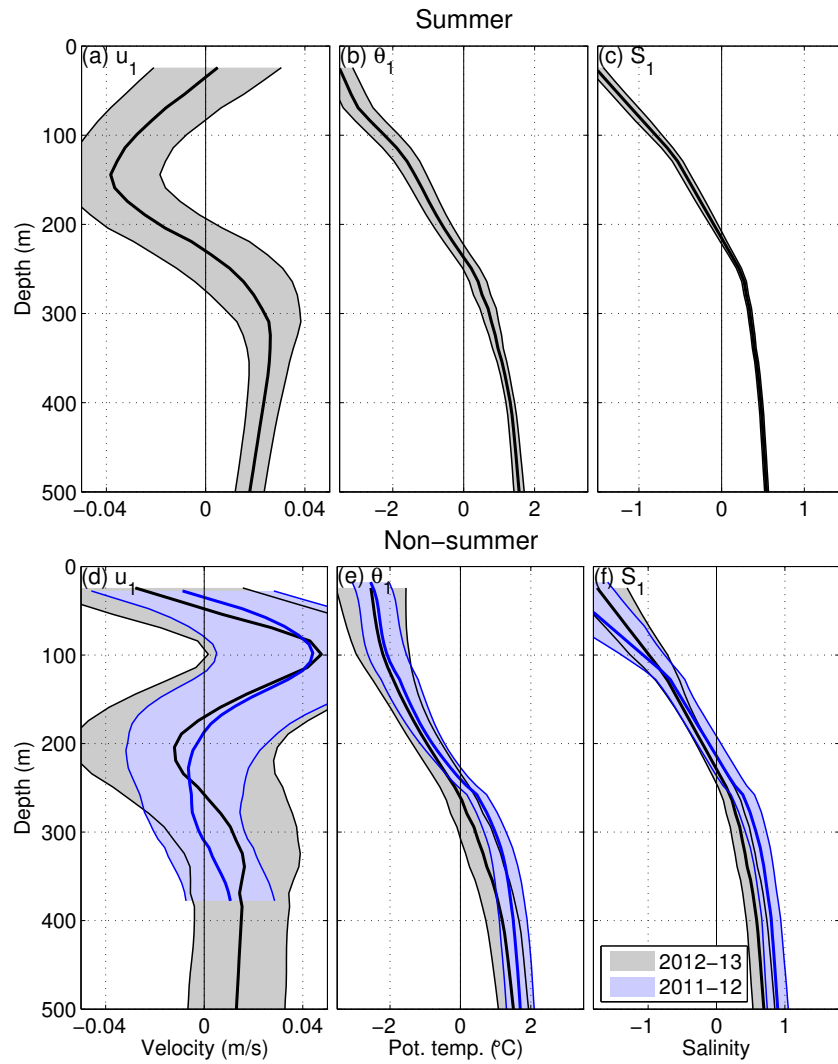 Summer
(a) u1
(b) θ1
(c) S1
0
100
200
300
400
500
Depth (m)
−0.04 0 0.04
−2 0 2
−1 0 1
Non−summer
(d) u1
(e) θ1
(f) S1
0
100
200
300
400
500
Depth (m)
2012−13
2011−12
−0.04 0 0.04
−2 0 2
−1 0 1
Velocity (m/s)
Pot. temp. (°C)
Salinity